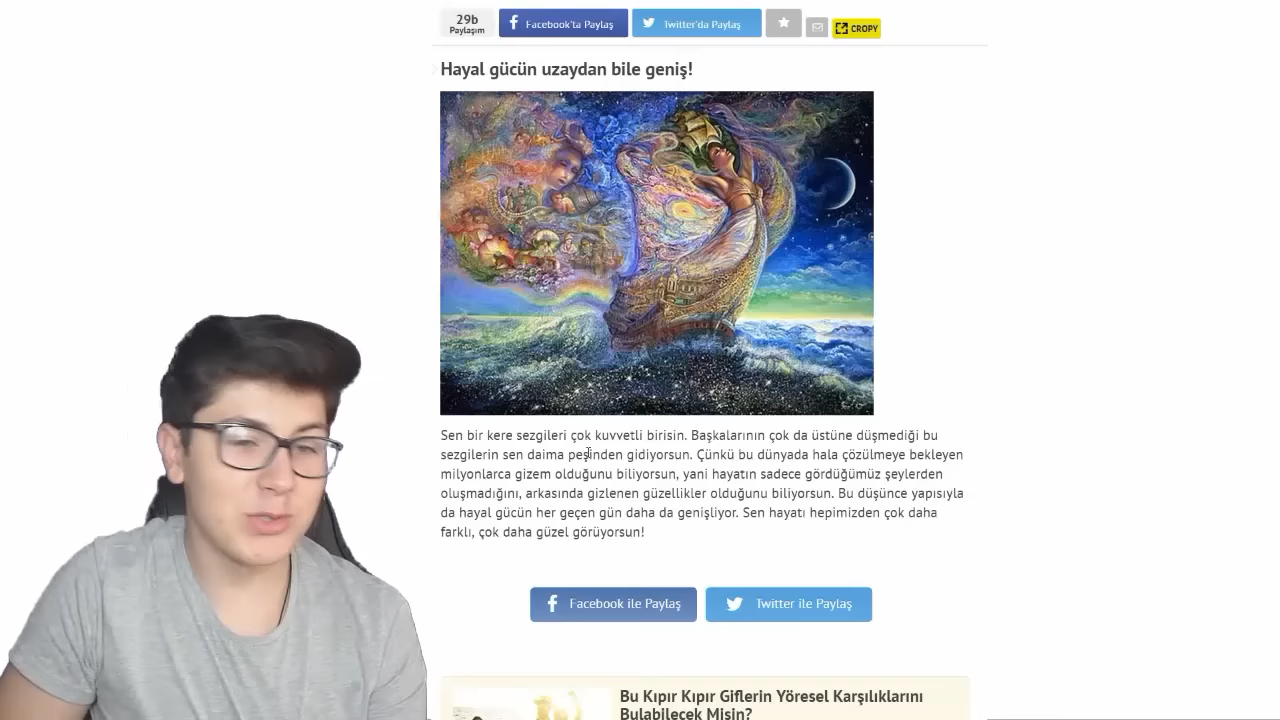 29b
Paylaşım
Facebook'ta Paylaş
Twitter'da Paylaş
CROPY
Hayal gücün uzaydan bile geniş!
Sen bir kere sezgileri çok kuvvetli birisin. Başkalarının çok da üstüne düşmediği bu
sezgilerin sen daima peşinden gidiyorsun. Çünkü bu dünyada hala çözülmeye bekleyen
milyonlarca gizem olduğunu biliyorsun, yani hayatın sadece gördüğümüz şeylerden
oluşmadığını, arkasında gizlenen güzellikler olduğunu biliyorsun. Bu düşünce yapısıyla
da hayal gücün her geçen gün daha da genişliyor. Sen hayatı hepimizden çok daha
farklı, çok daha güzel görüyorsun!
Facebook ile Paylaş
Twitter ile Paylaş
Bu Kıpır Kıpır Giflerin Yöresel Karşılıklarını
Bulabilecek Misin?